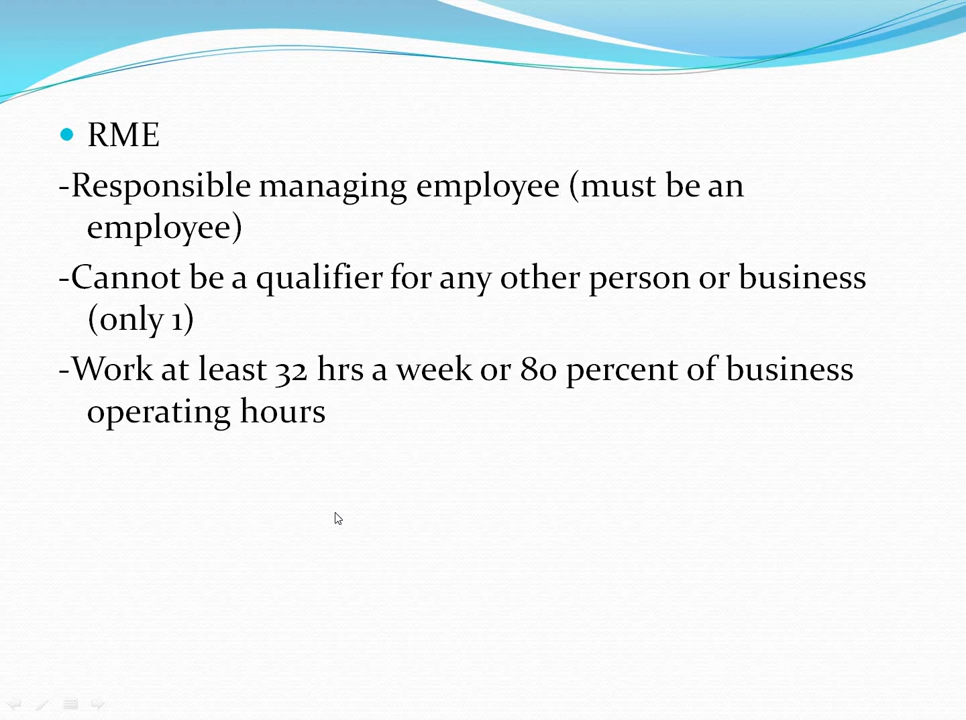 RME
-Responsible managing employee (must be an
employee)
-Cannot be a qualifier for any other person or business
(only 1)
-Work at least 32 hrs a week or 80 percent of business
operating hours